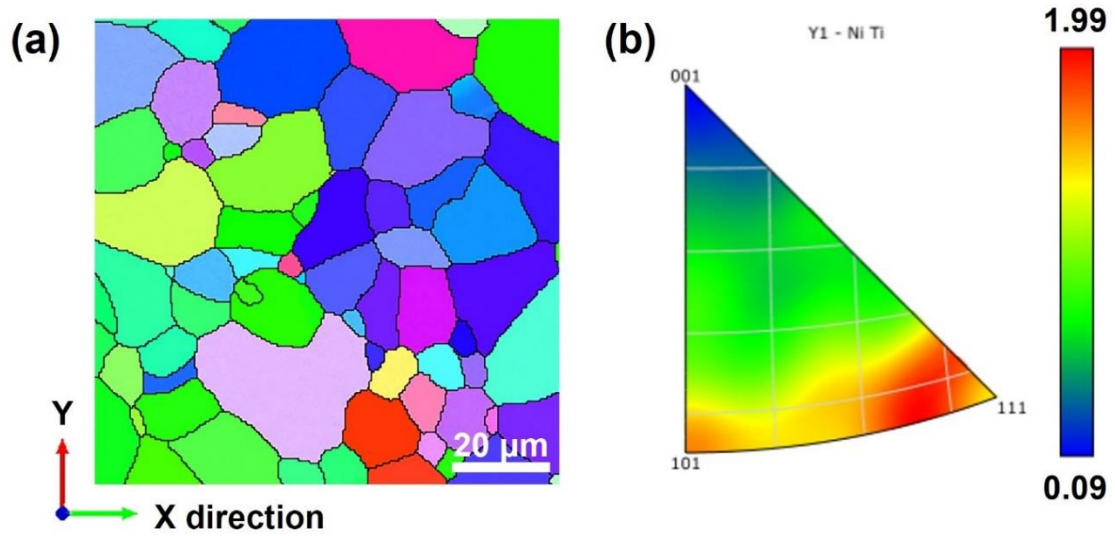 (a)
20 µm
Y
X direction
(b)
Y1 - Ni Ti
001
111
101
1.99
0.09